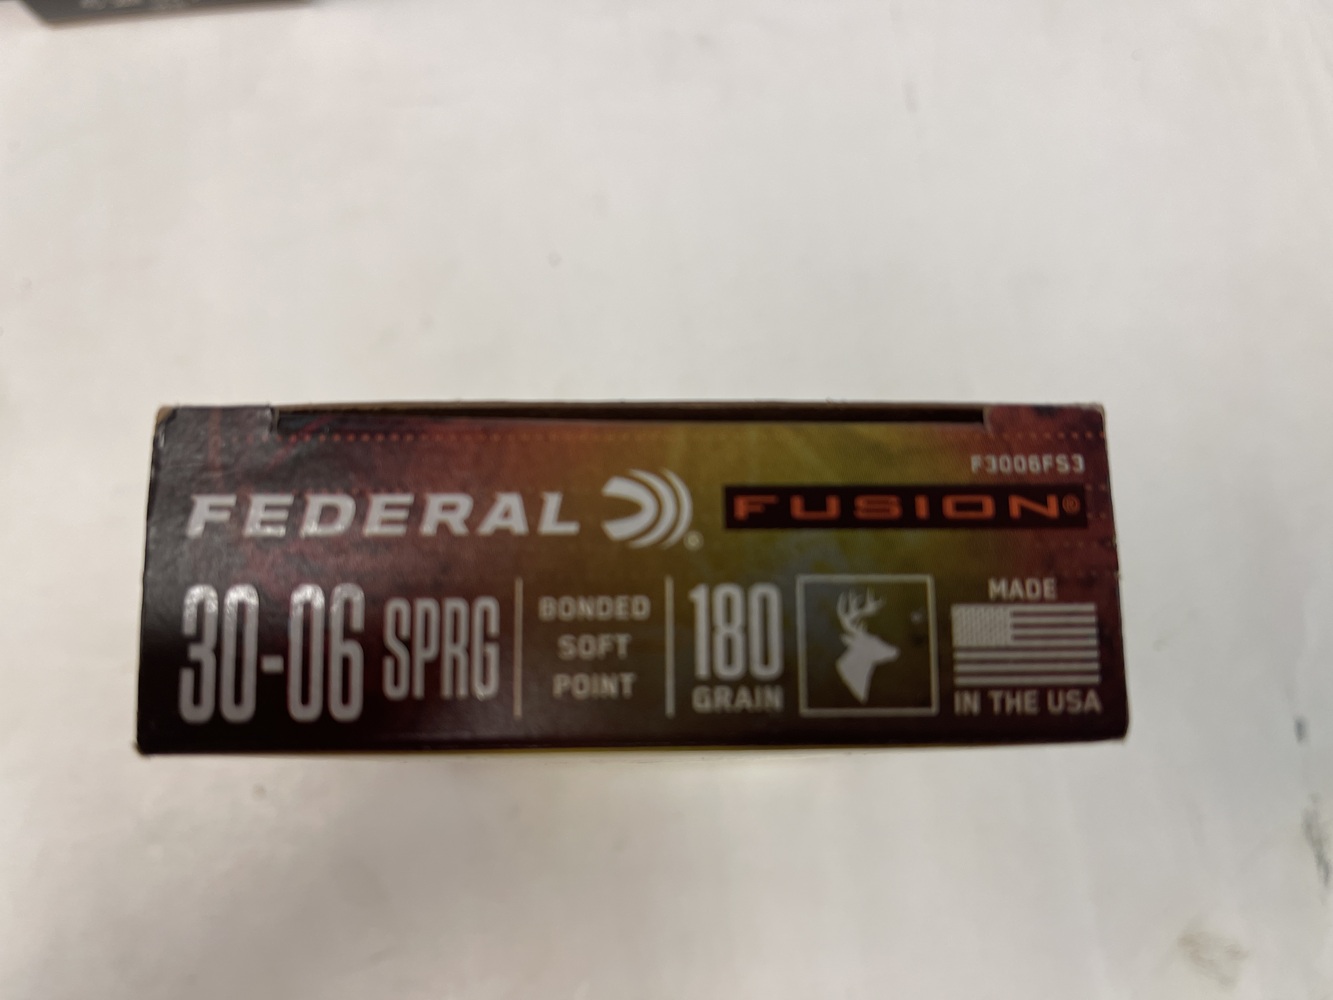 F3006FS3
FEDERAL®
FUSION®
30-06 SPRG
BONDED
SOFT
POINT
180
GRAIN
MADE
IN THE USA